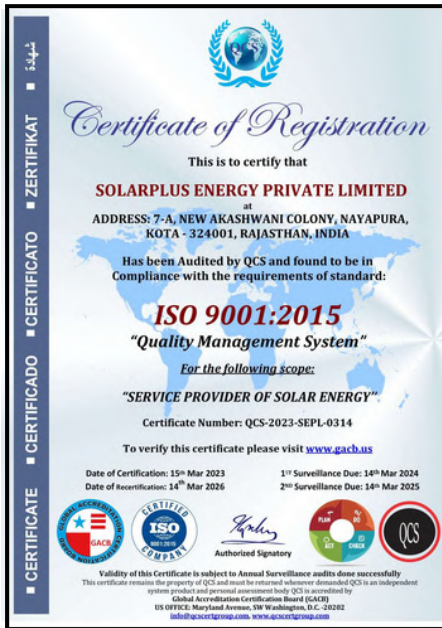 QCS
Certificate of Registration
This is to certify that
SOLARPLUS ENERGY PRIVATE LIMITED
at
ADDRESS: 7-A, NEW AKASHWANI COLONY, NAYAPURA,
KOTA - 324001, RAJASTHAN, INDIA
Has been Audited by QCS and found to be in
Compliance with the requirements of standard:
ISO 9001:2015
"Quality Management System"
For the following scope:
"SERVICE PROVIDER OF SOLAR ENERGY"
Certificate Number: QCS-2023-SEPL-0314
To verify this certificate please visit www.gacb.us
Date of Certification: 15th Mar 2023
Date of Recertification: 14th Mar 2026
1ST Surveillance Due: 14th Mar 2024
2ND Surveillance Due: 14th Mar 2025
GLOBAL ACCREDITATION CERTIFICATION BOARD
GACB
CERTIFIED
ISO
9001:2015
COMPANY
Authorized Signatory
PLAN
DO
ACT
CHECK
QCS
Validity of this Certificate is subject to Annual Surveillance audits done successfully
This certificate remains the property of QCS and must be returned whenever demanded QCS is an independent
system product and personal assessment body QCS is accredited by
Global Accreditation Certification Board (GACB)
US OFFICE: Maryland Avenue, SW Washington, D.C. -20202
info@qcscertgroup.com, www.qcscertgroup.com
■ CERTIFICATE ■ CERTIFICADO ■ CERTIFICATO ■ ZERTIFIKAT ■ شهادة